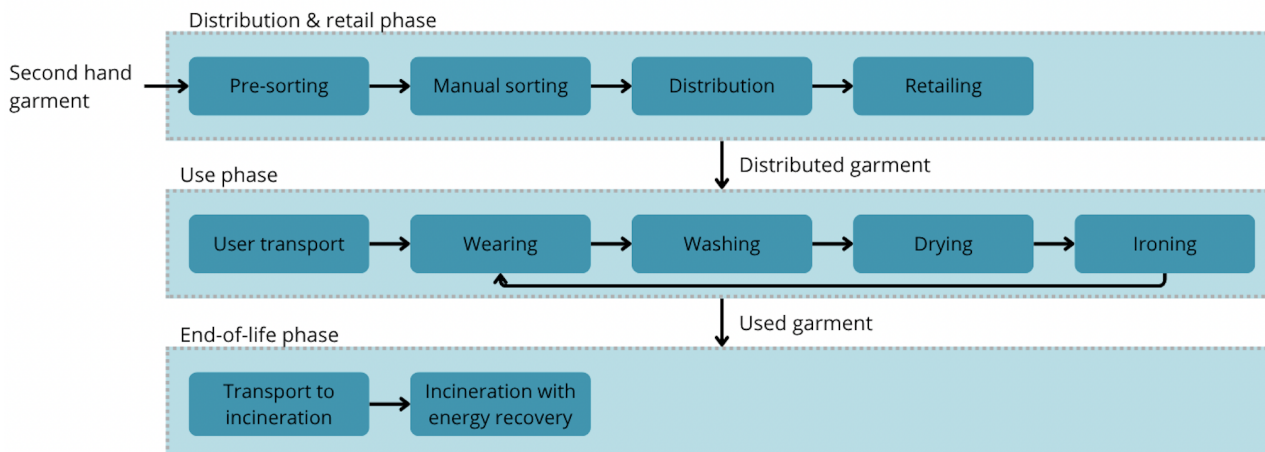 Distribution & retail phase
Second hand
garment
Pre-sorting
Manual sorting
Distribution
Retailing
Distributed garment
Use phase
User transport
Wearing
Washing
Drying
Ironing
Used garment
End-of-life phase
Transport to
incineration
Incineration with
energy recovery